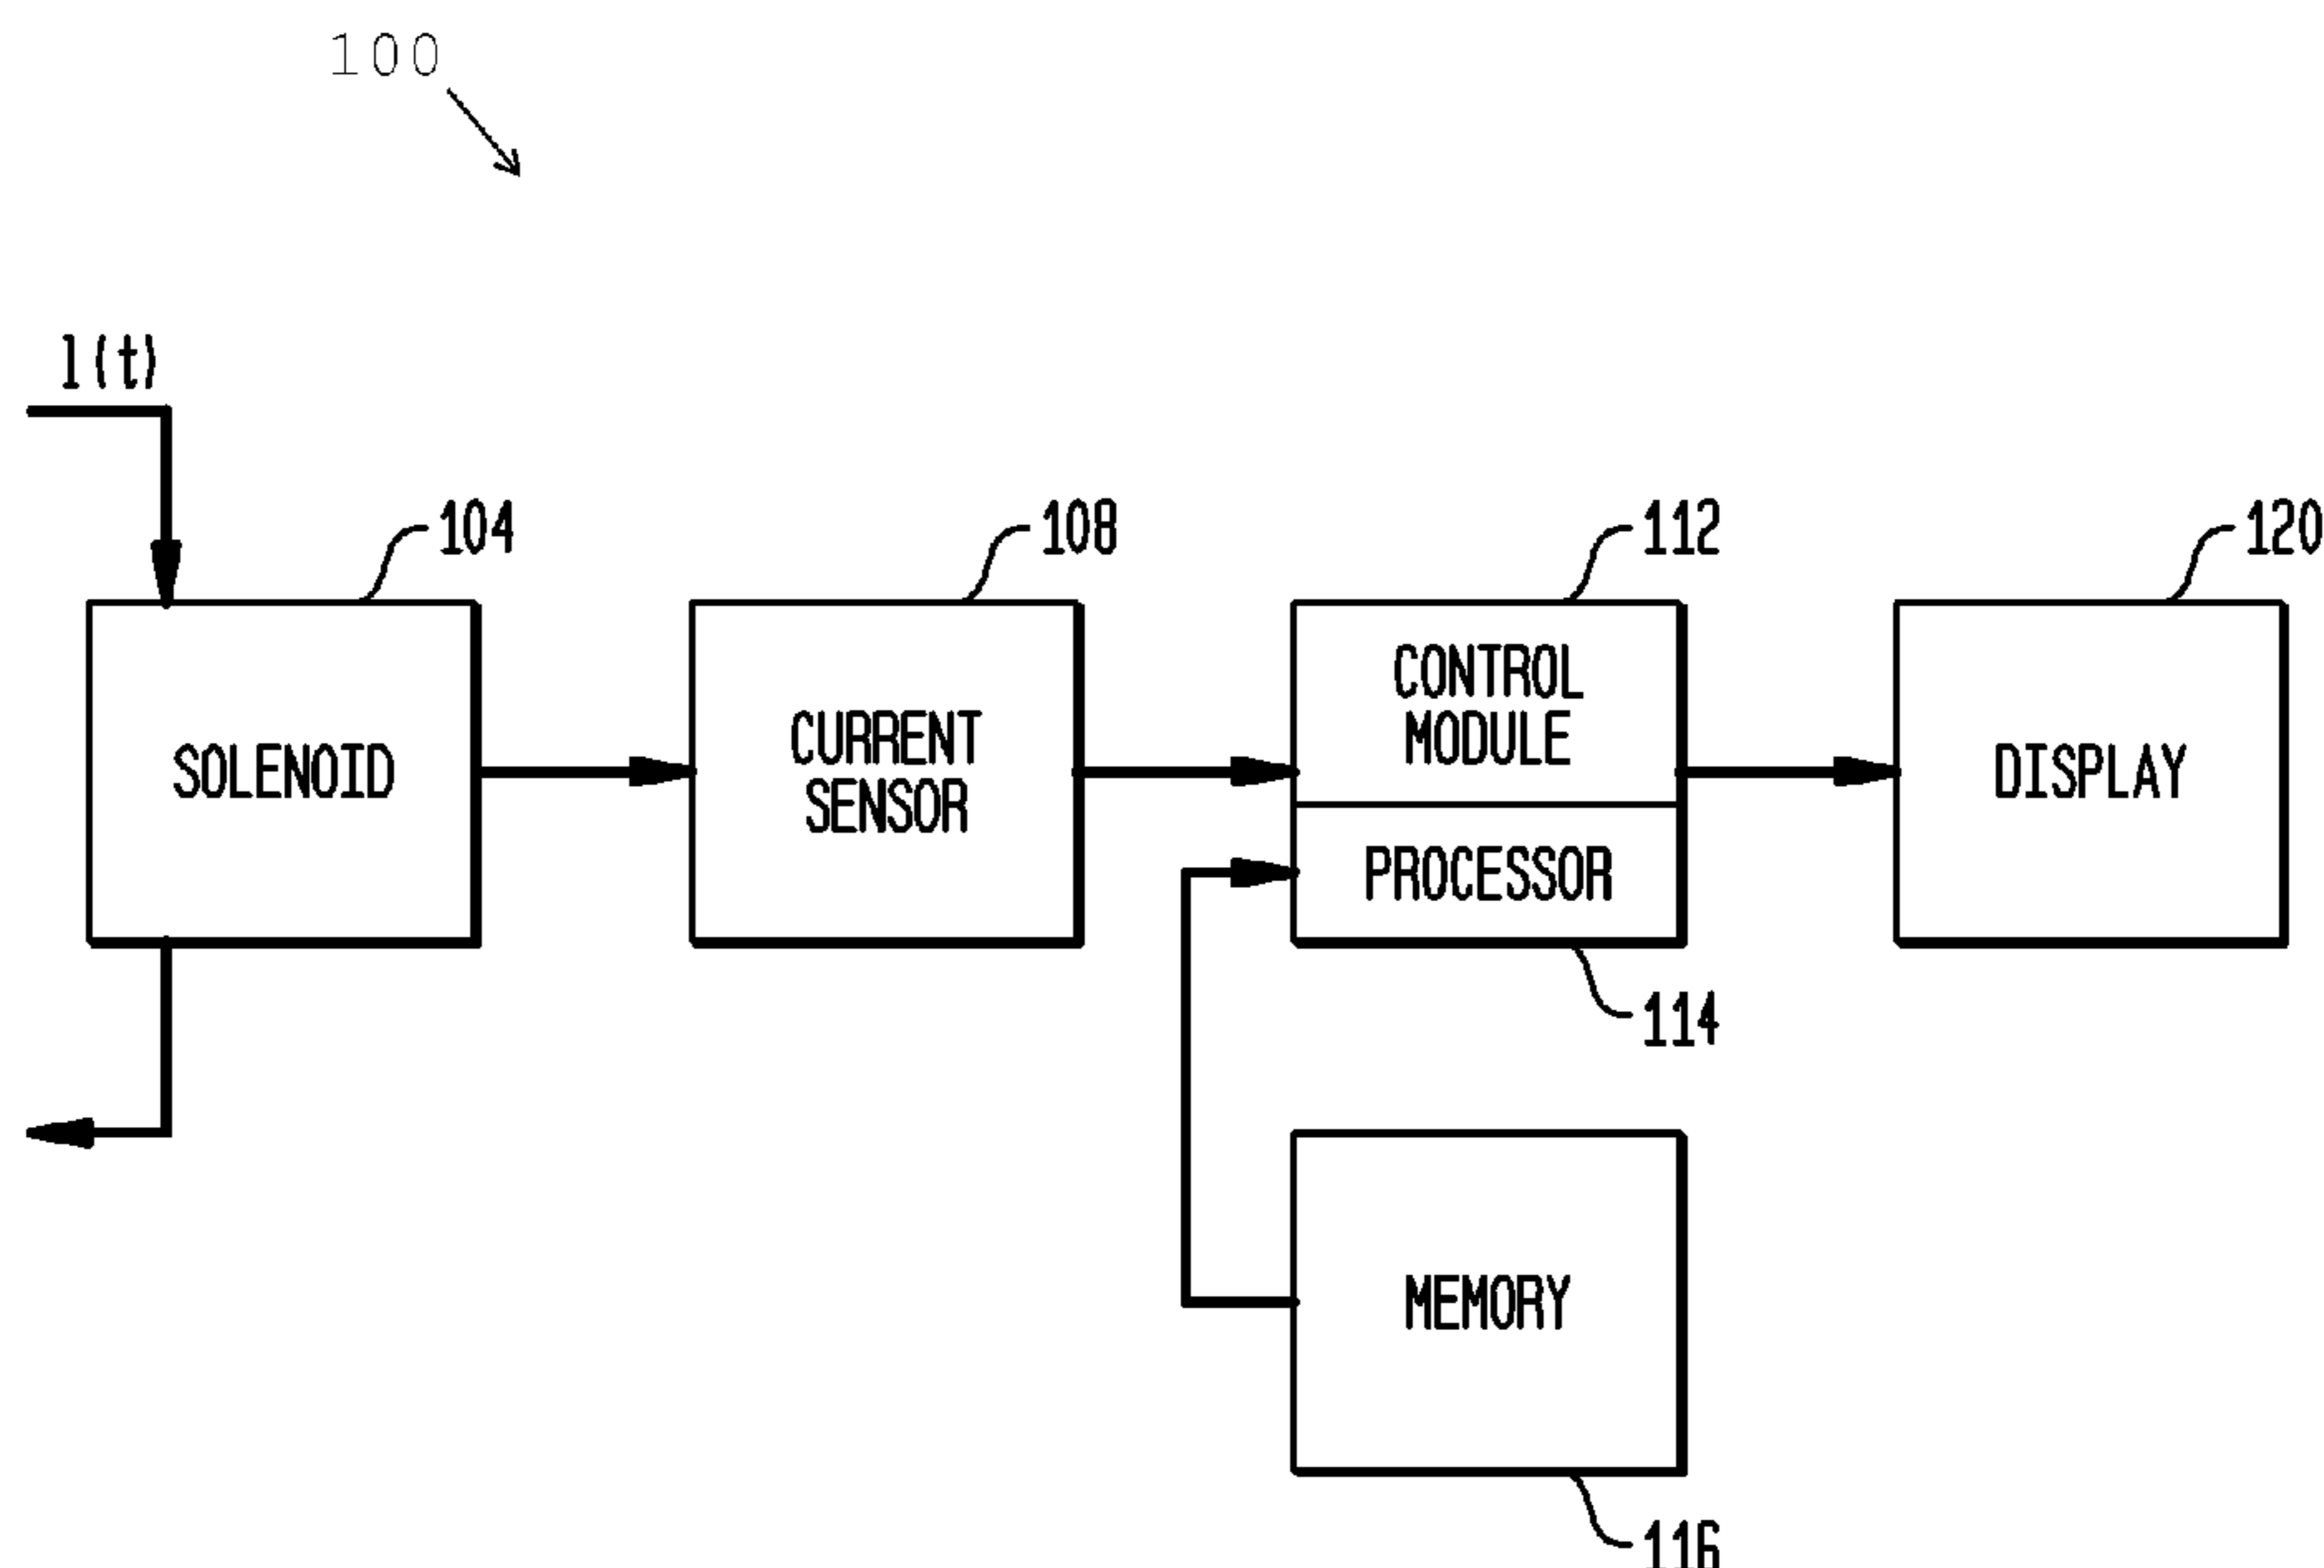 100
I(t)
104
108
112
120
SOLENOID
CURRENT
SENSOR
CONTROL
MODULE
PROCESSOR
DISPLAY
114
MEMORY
116